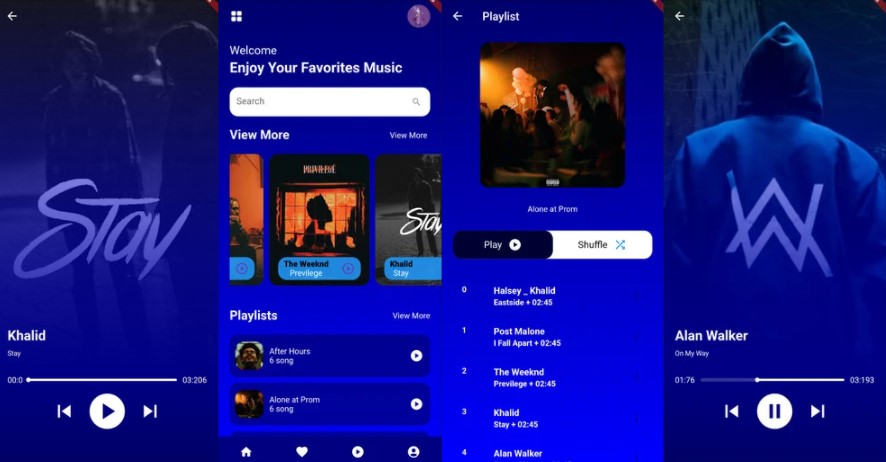 Stay
Khalid
Stay
00:0
03:206
Welcome
Enjoy Your Favorites Music
Search
View More
View More
PRIVILEGE
The Weeknd
Previlege
Stay
Khalid
Stay
Playlists
View More
After Hours
6 song
Alone at Prom
6 song
Playlist
Alone at Prom
Play
Shuffle
0
Halsey _ Khalid
Eastside + 02:45
1
Post Malone
I Fall Apart + 02:45
2
The Weeknd
Previlege + 02:45
3
Khalid
Stay + 02:45
4
Alan Walker
Alan Walker
On My Way
01:76
03:193